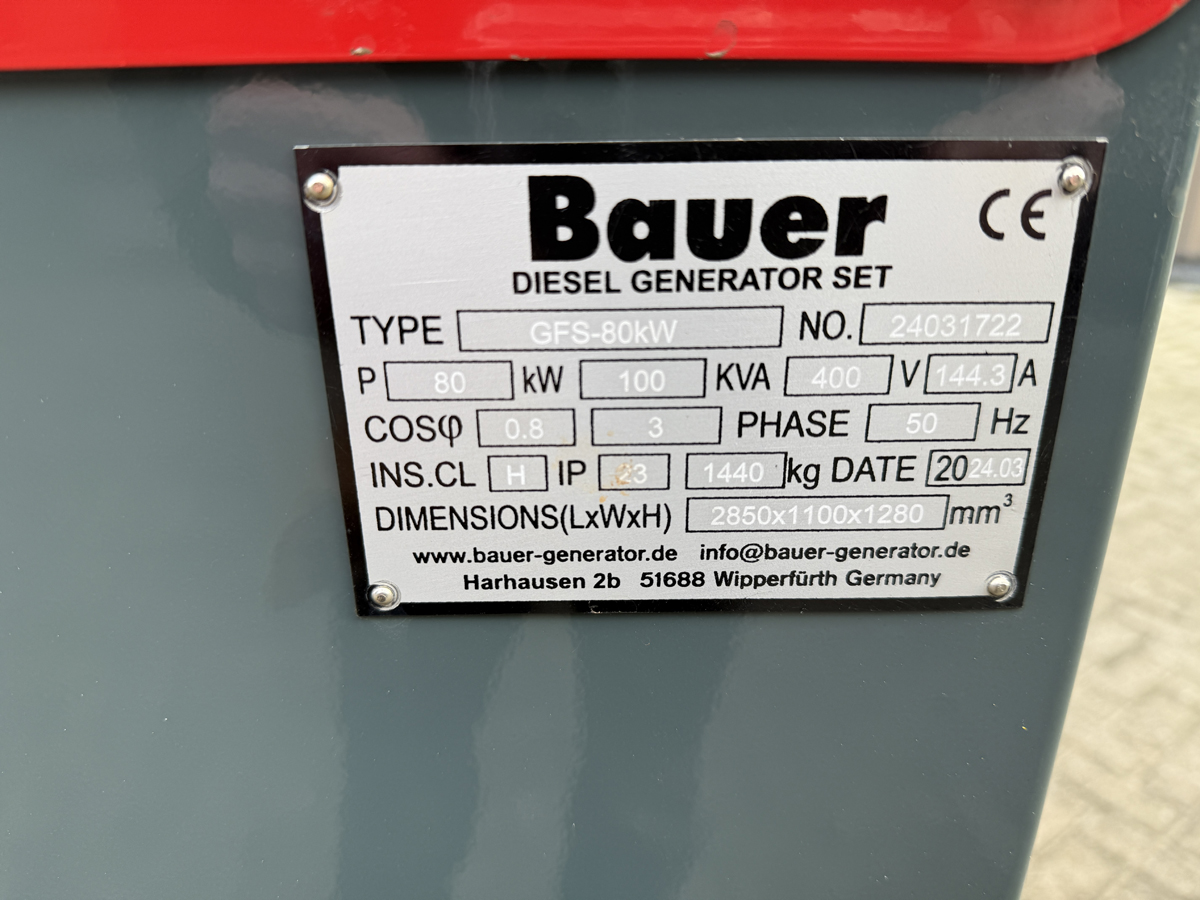 Bauer CE
DIESEL GENERATOR SET
TYPE GFS-80kW NO. 24031722
P 80 kW 100 KVA 400 V 144.3 A
COSφ 0.8 3 PHASE 50 Hz
INS.CL H IP 23 1440 kg DATE 2024.03
DIMENSIONS(LxWxH) 2850x1100x1280 mm³
www.bauer-generator.de info@bauer-generator.de
Harhausen 2b 51688 Wipperfürth Germany